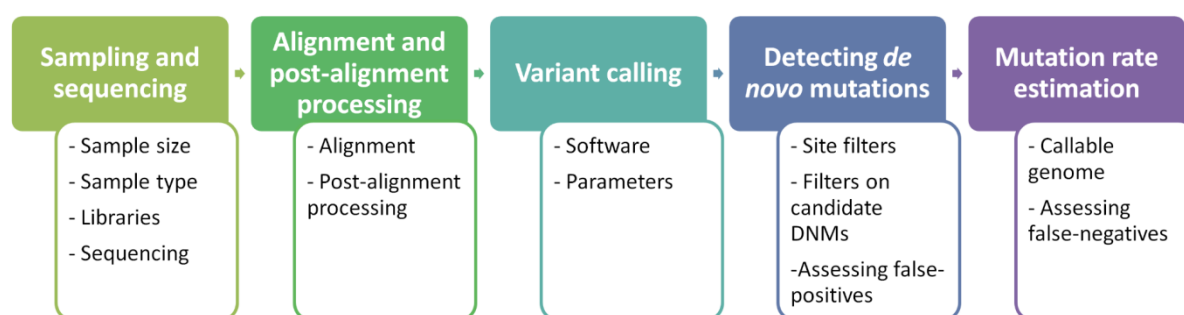 Sampling and
sequencing
- Sample size
- Sample type
- Libraries
- Sequencing
Alignment and
post-alignment
processing
- Alignment
- Post-alignment
processing
Variant calling
- Software
- Parameters
Detecting de
novo mutations
- Site filters
- Filters on
candidate
DNMs
-Assessing false-
positives
Mutation rate
estimation
- Callable
genome
- Assessing
false-negatives